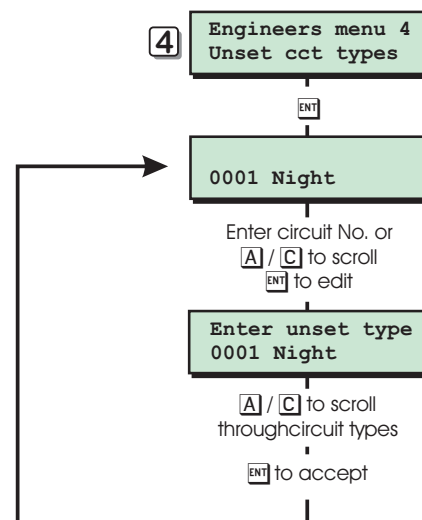 4
Engineers menu 4
Unset cct types
ENT
0001 Night
Enter circuit No. or
A / C to scroll
ENT to edit
Enter unset type
0001 Night
A / C to scroll
throughcircuit types
ENT to accept